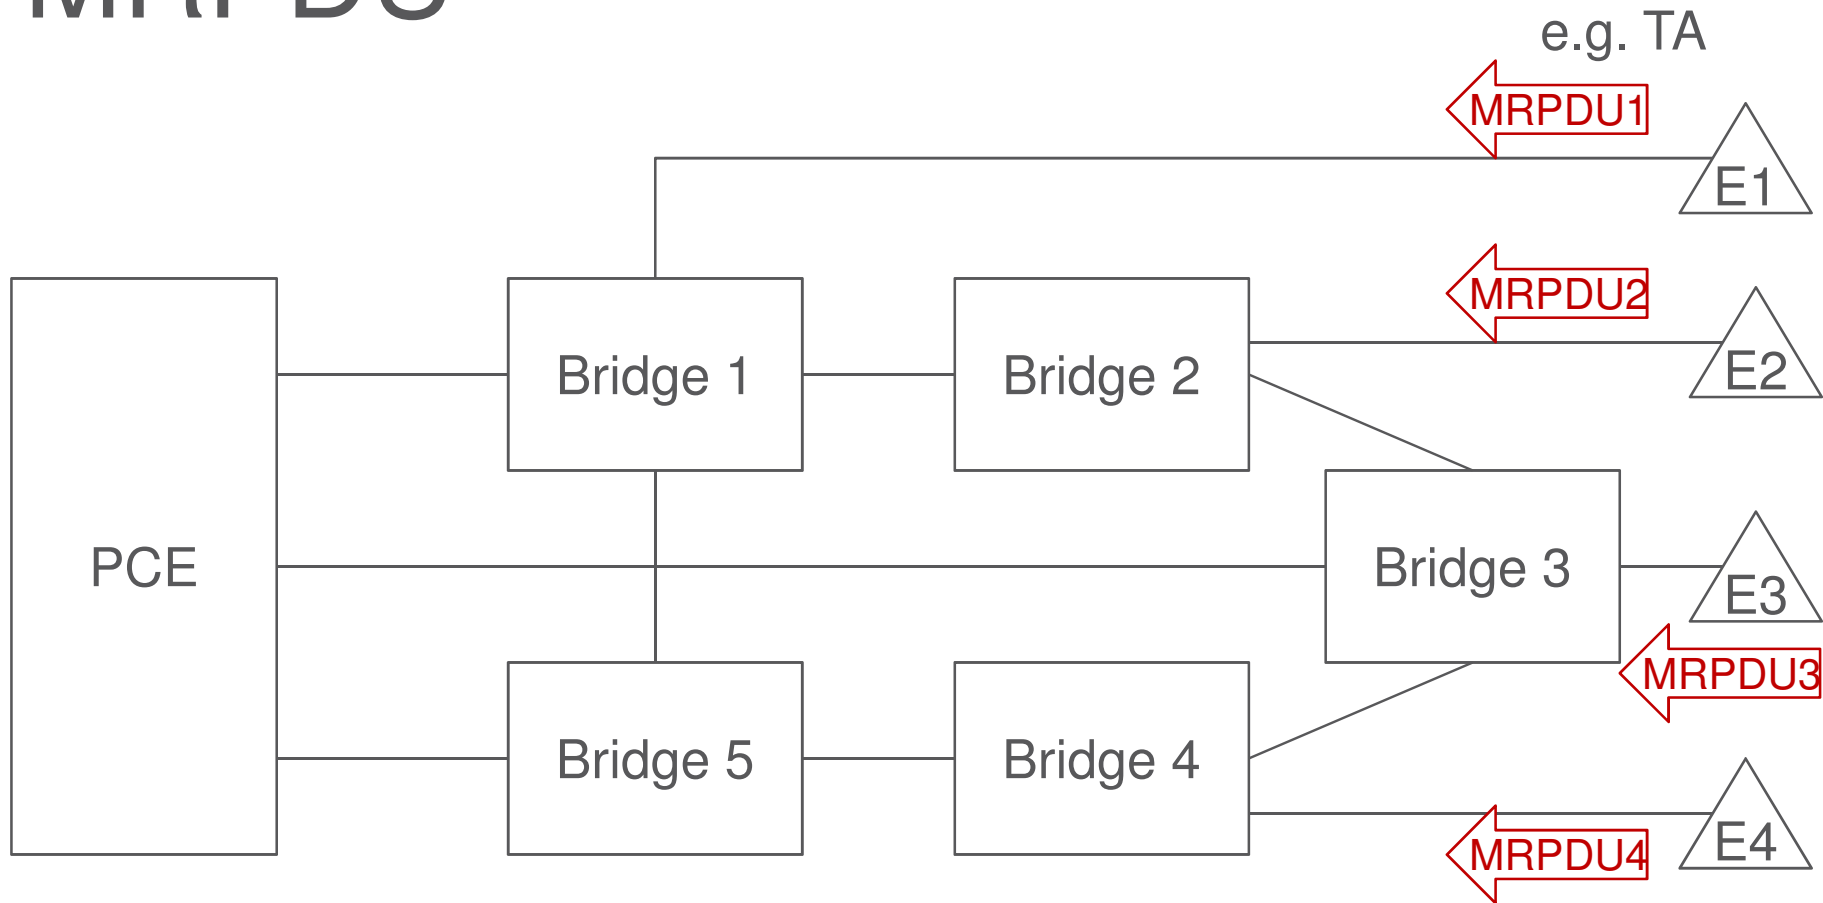 MRPDU
e.g. TA
MRPDU1
E1
MRPDU2
Bridge 1
Bridge 2
E2
PCE
Bridge 3
E3
MRPDU3
Bridge 5
Bridge 4
MRPDU4
E4